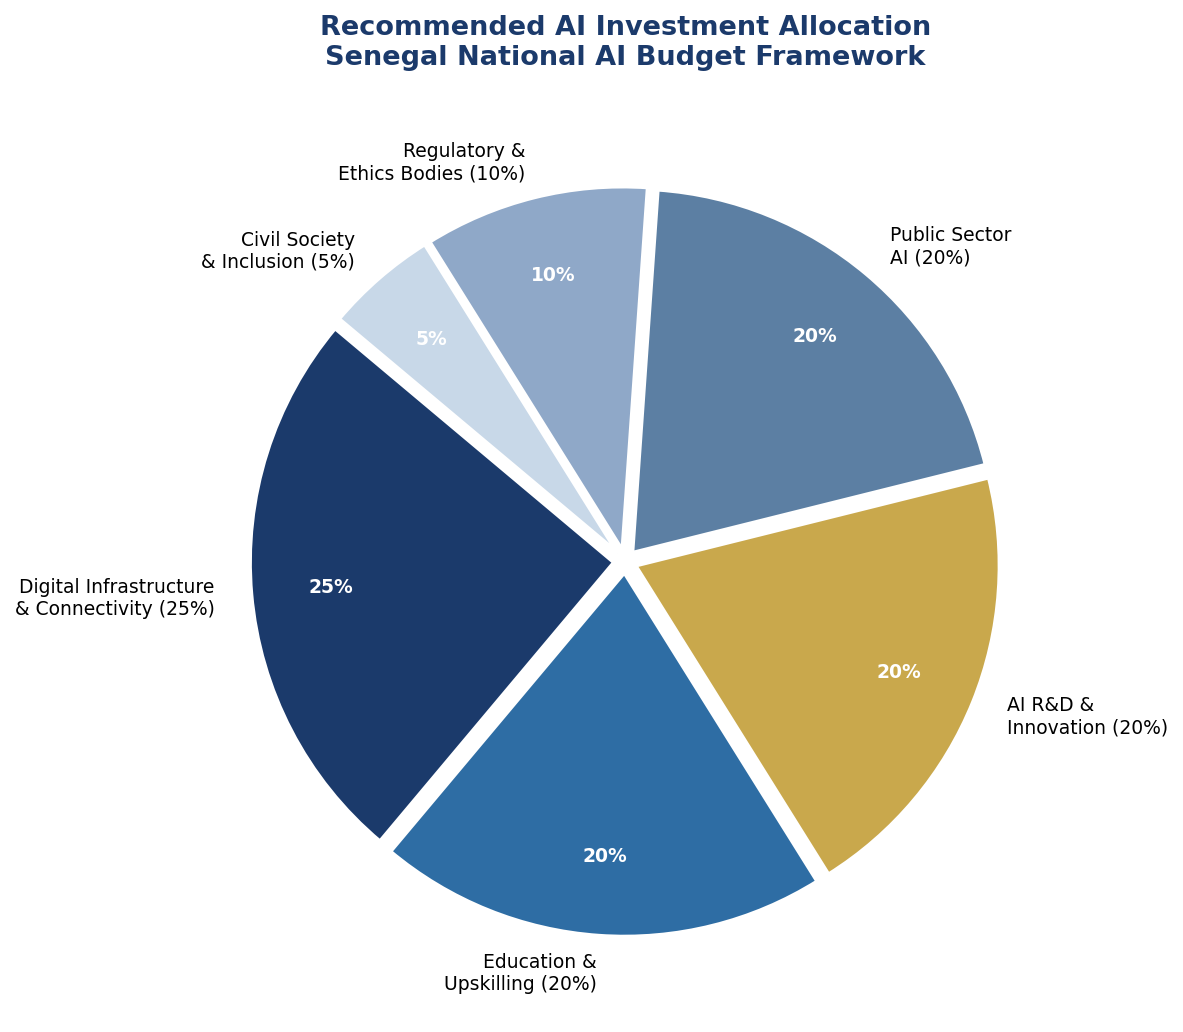 Recommended AI Investment Allocation
Senegal National AI Budget Framework
Regulatory &
Ethics Bodies (10%)
Civil Society
& Inclusion (5%)
Public Sector
AI (20%)
10%
5%
20%
Digital Infrastructure
& Connectivity (25%)
25%
20%
AI R&D &
Innovation (20%)
20%
Education &
Upskilling (20%)